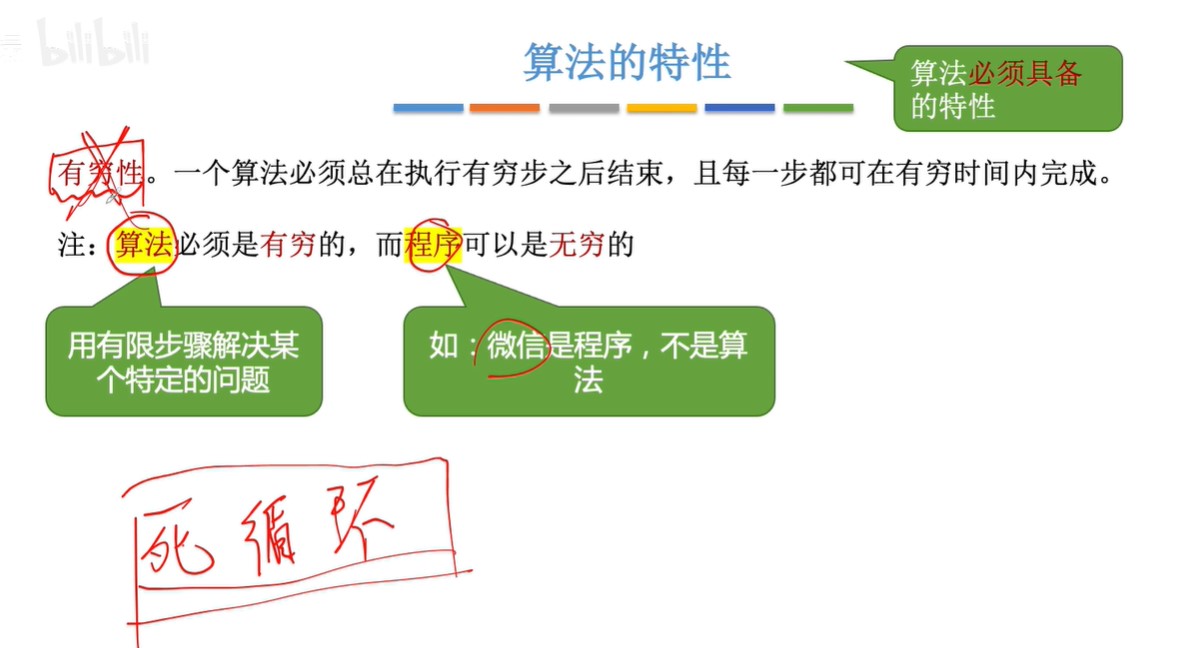 bilibili
算法的特性
算法必须具备
的特性
有穷性。一个算法必须总在执行有穷步之后结束，且每一步都可在有穷时间内完成。
注：算法必须是有穷的，而程序可以是无穷的
用有限步骤解决某
个特定的问题
如：微信是程序，不是算
法
死循环